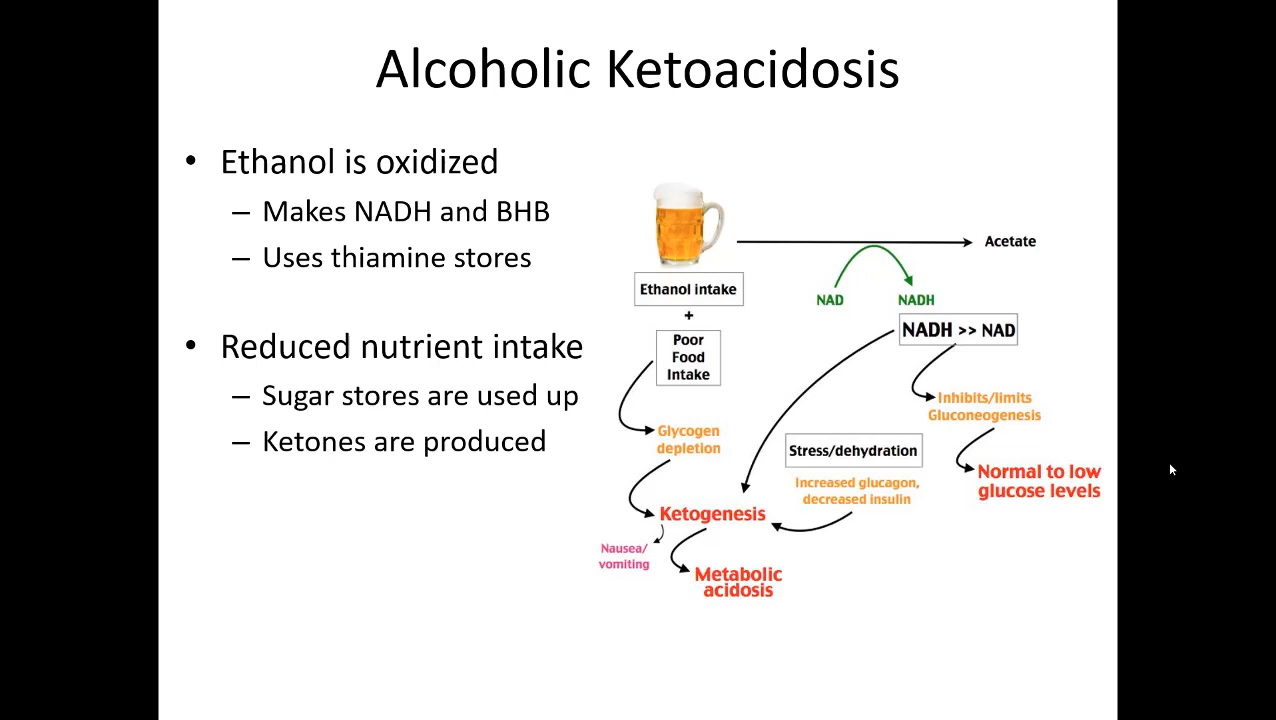 Alcoholic Ketoacidosis
• Ethanol is oxidized
– Makes NADH and BHB
– Uses thiamine stores
• Reduced nutrient intake
– Sugar stores are used up
– Ketones are produced
Acetate
NAD
NADH
Ethanol intake
+
Poor
Food
Intake
NADH >> NAD
Inhibits/limits
Gluconeogenesis
Normal to low
glucose levels
Glycogen
depletion
Stress/dehydration
Increased glucagon,
decreased insulin
Ketogenesis
Nausea/
vomiting
Metabolic
acidosis